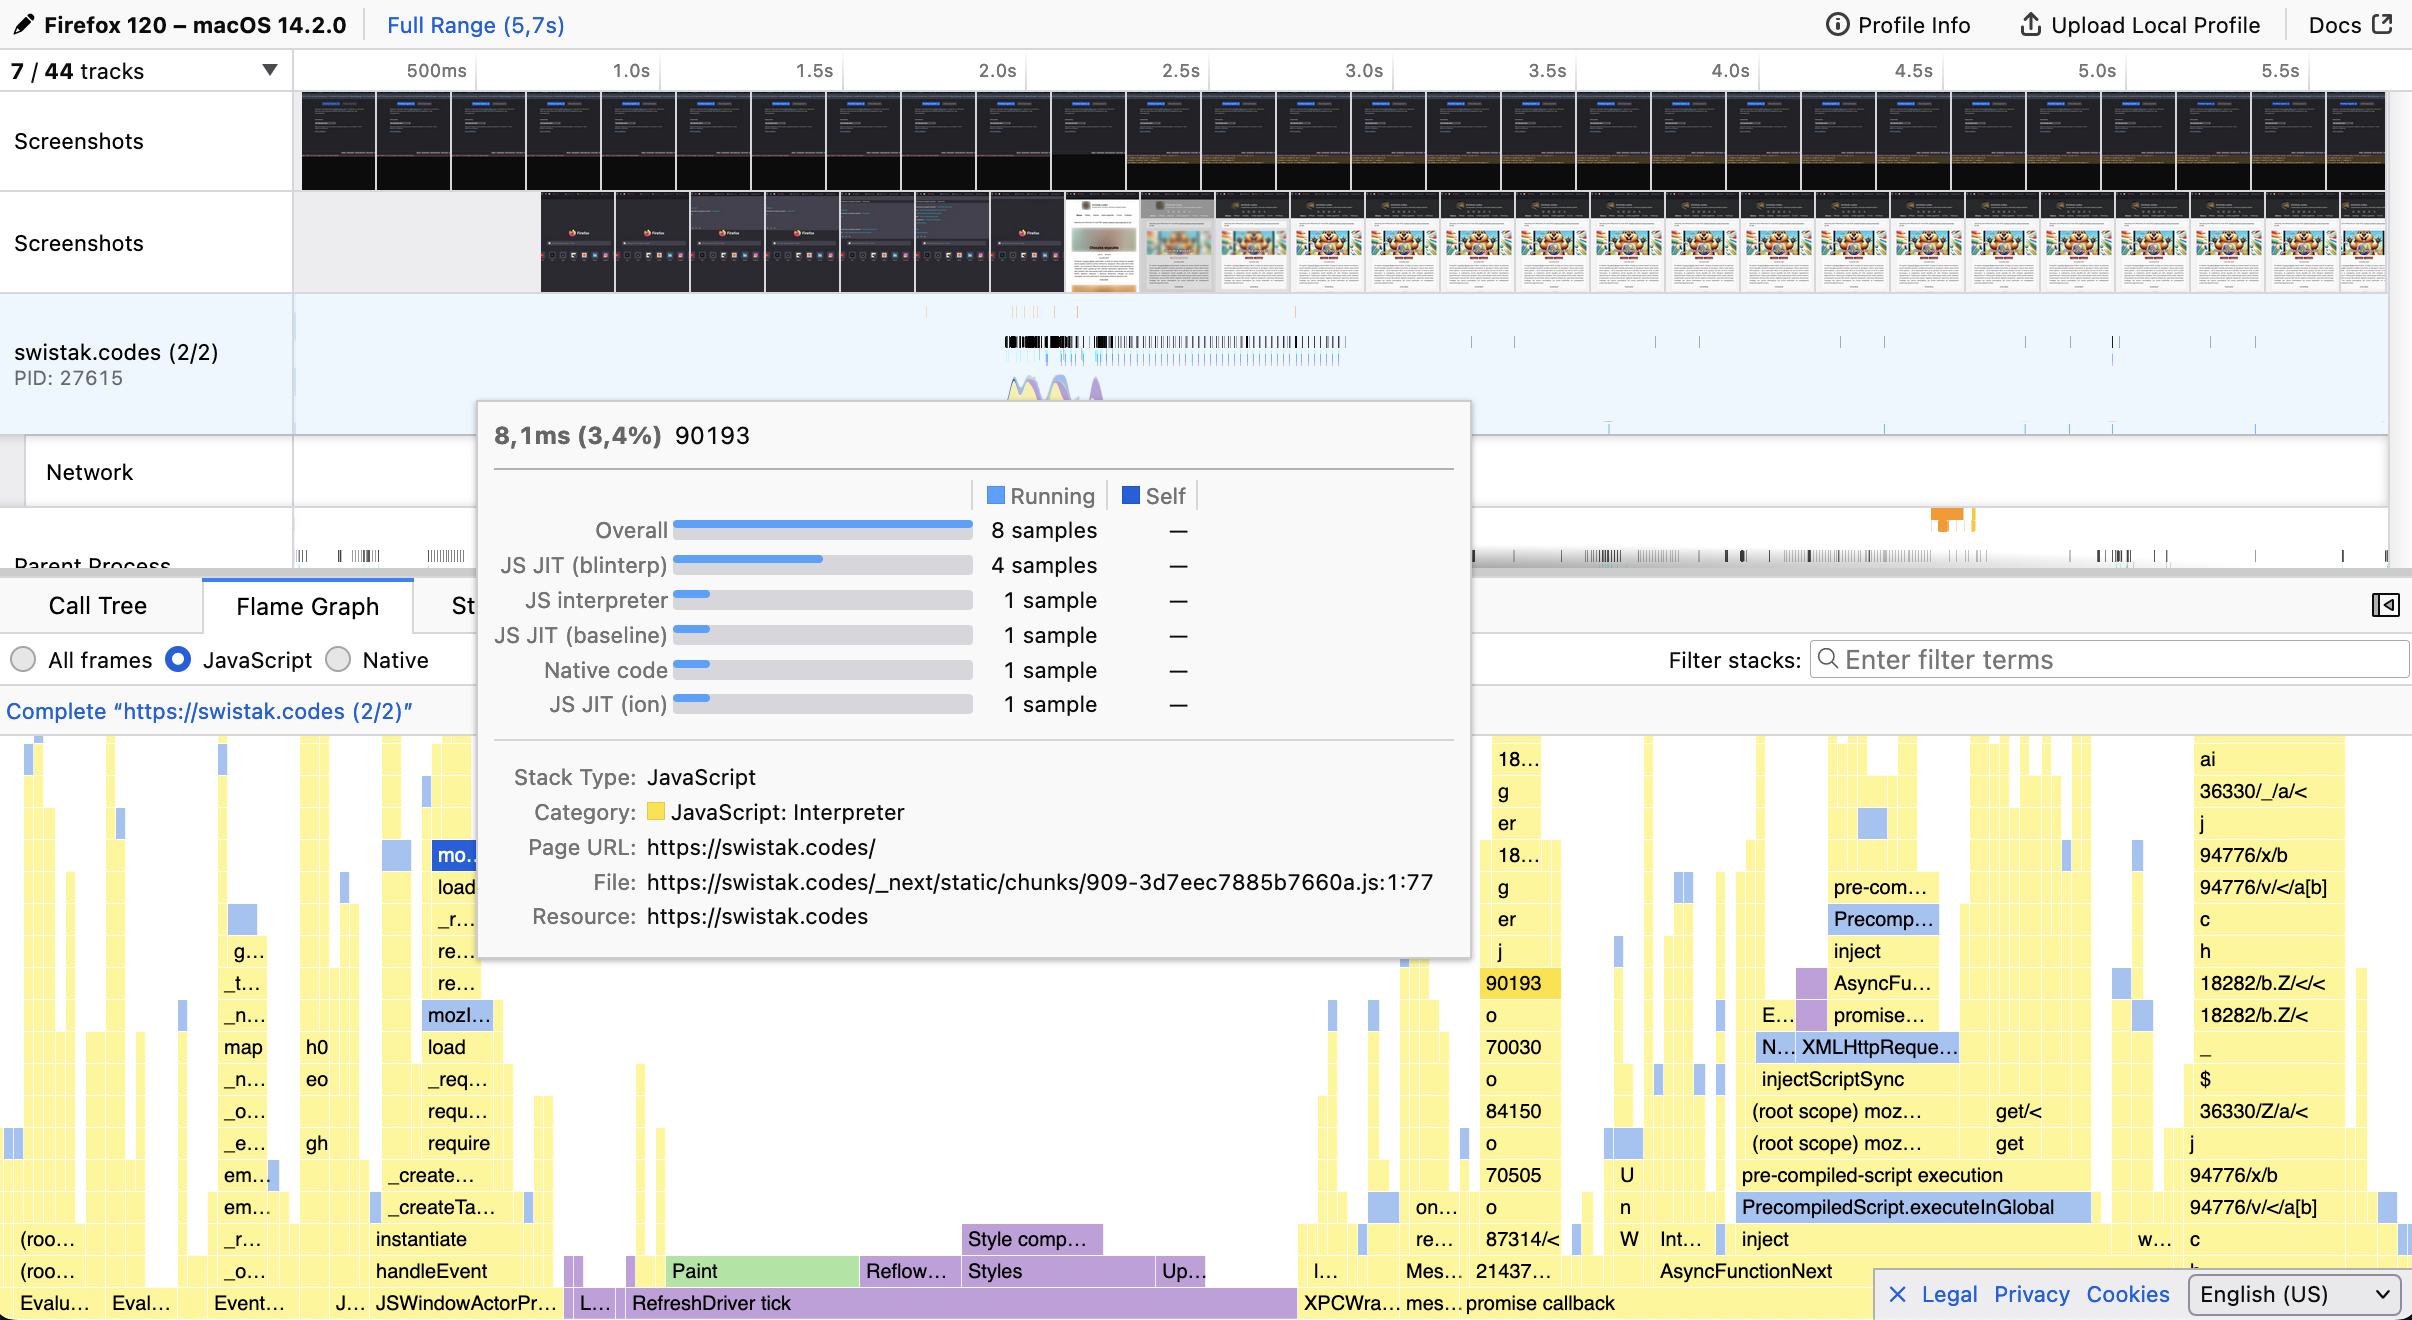 Firefox 120 – macOS 14.2.0
Full Range (5,7s)
Profile Info
Upload Local Profile
Docs
7 / 44 tracks
500ms 1.0s 1.5s 2.0s 2.5s 3.0s 3.5s 4.0s 4.5s 5.0s 5.5s
Screenshots
Screenshots
swistak.codes (2/2)
PID: 27615
Network
Parent Process
8,1ms (3,4%) 90193
Running Self
Overall 8 samples —
JS JIT (blinterp) 4 samples —
JS interpreter 1 sample —
JS JIT (baseline) 1 sample —
Native code 1 sample —
JS JIT (ion) 1 sample —
Stack Type: JavaScript
Category: JavaScript: Interpreter
Page URL: https://swistak.codes/
File: https://swistak.codes/_next/static/chunks/909-3d7eec7885b7660a.js:1:77
Resource: https://swistak.codes
Call Tree Flame Graph St
All frames JavaScript Native
Filter stacks: Enter filter terms
Complete “https://swistak.codes (2/2)”
18… ai
g 36330/_/a/<
er j
mo… 18… 94776/x/b
load g pre-com… 94776/v/</a[b]
_r… er Precomp… c
g… re… j inject h
_t… re… 90193 AsyncFu… 18282/b.Z/</<
_n… mozI… o E… promise… 18282/b.Z/<
map h0 load 70030 N… XMLHttpReque… _
_n… eo _req… o injectScriptSync $
_o… requ… 84150 (root scope) moz… get/< 36330/Z/a/<
_e… gh require o (root scope) moz… get j
em… _create… 70505 U pre-compiled-script execution 94776/x/b
em… _createTa… on… o n PrecompiledScript.executeInGlobal 94776/v/</a[b]
(roo… _r… instantiate Style comp… re… 87314/< W Int… inject w… c
(roo… _o… handleEvent Paint Reflow… Styles Up… I… Mes… 21437… AsyncFunctionNext
Evalu… Eval… Event… J… JSWindowActorPr… L… RefreshDriver tick XPCWra… mes… promise callback
Legal Privacy Cookies English (US)